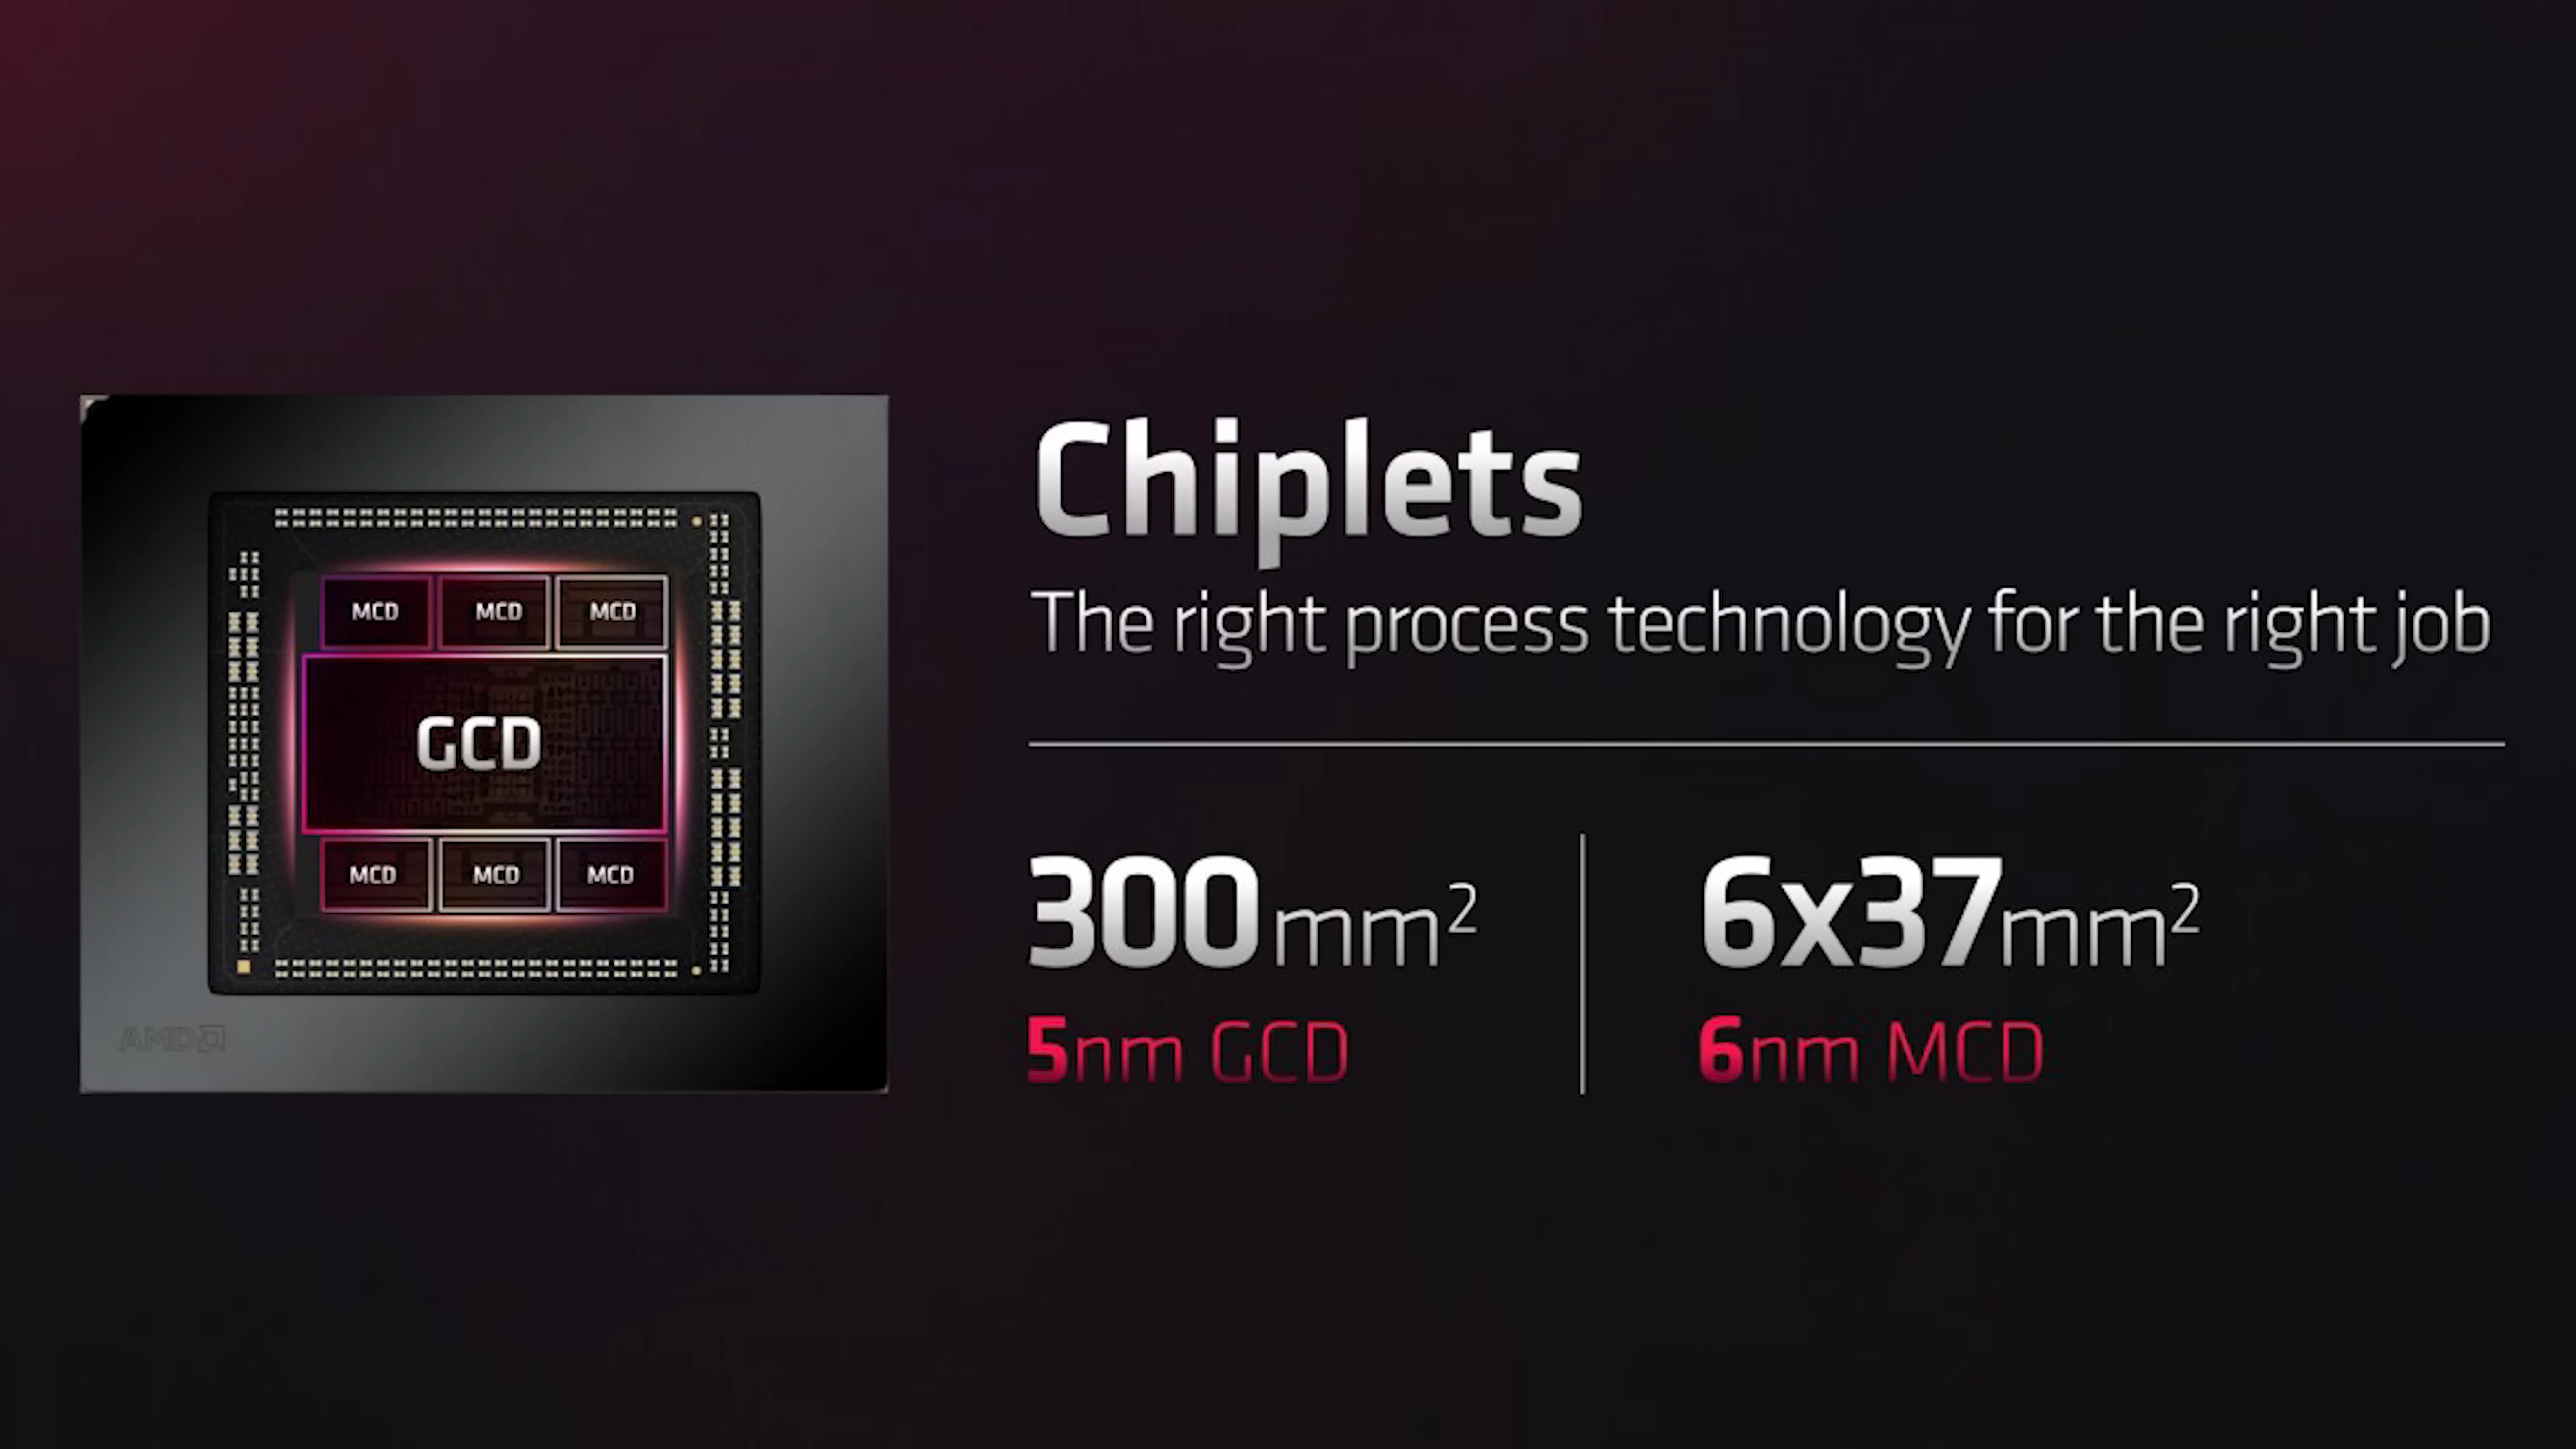 Chiplets
The right process technology for the right job
MCD MCD MCD
GCD
MCD MCD MCD
300mm²
5nm GCD
6x37mm²
6nm MCD
AMD